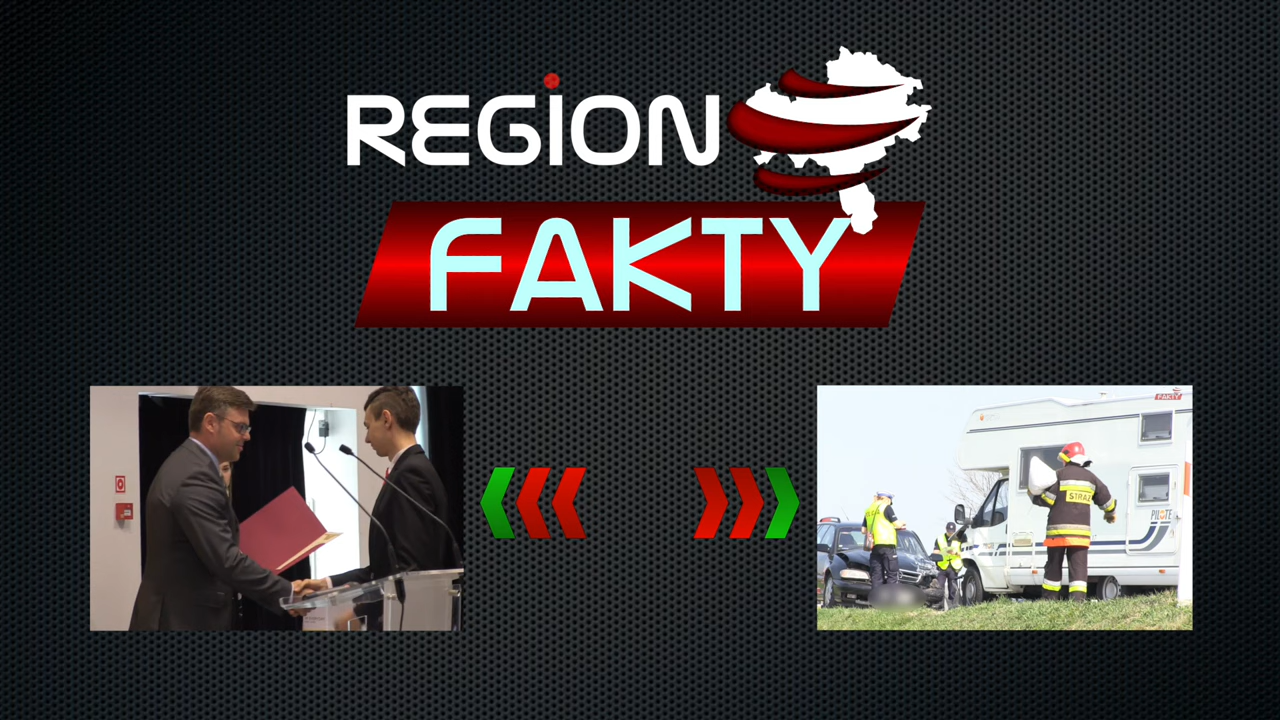 REGION
FAKTY
FAKTY
STRAŻ
PILOTE